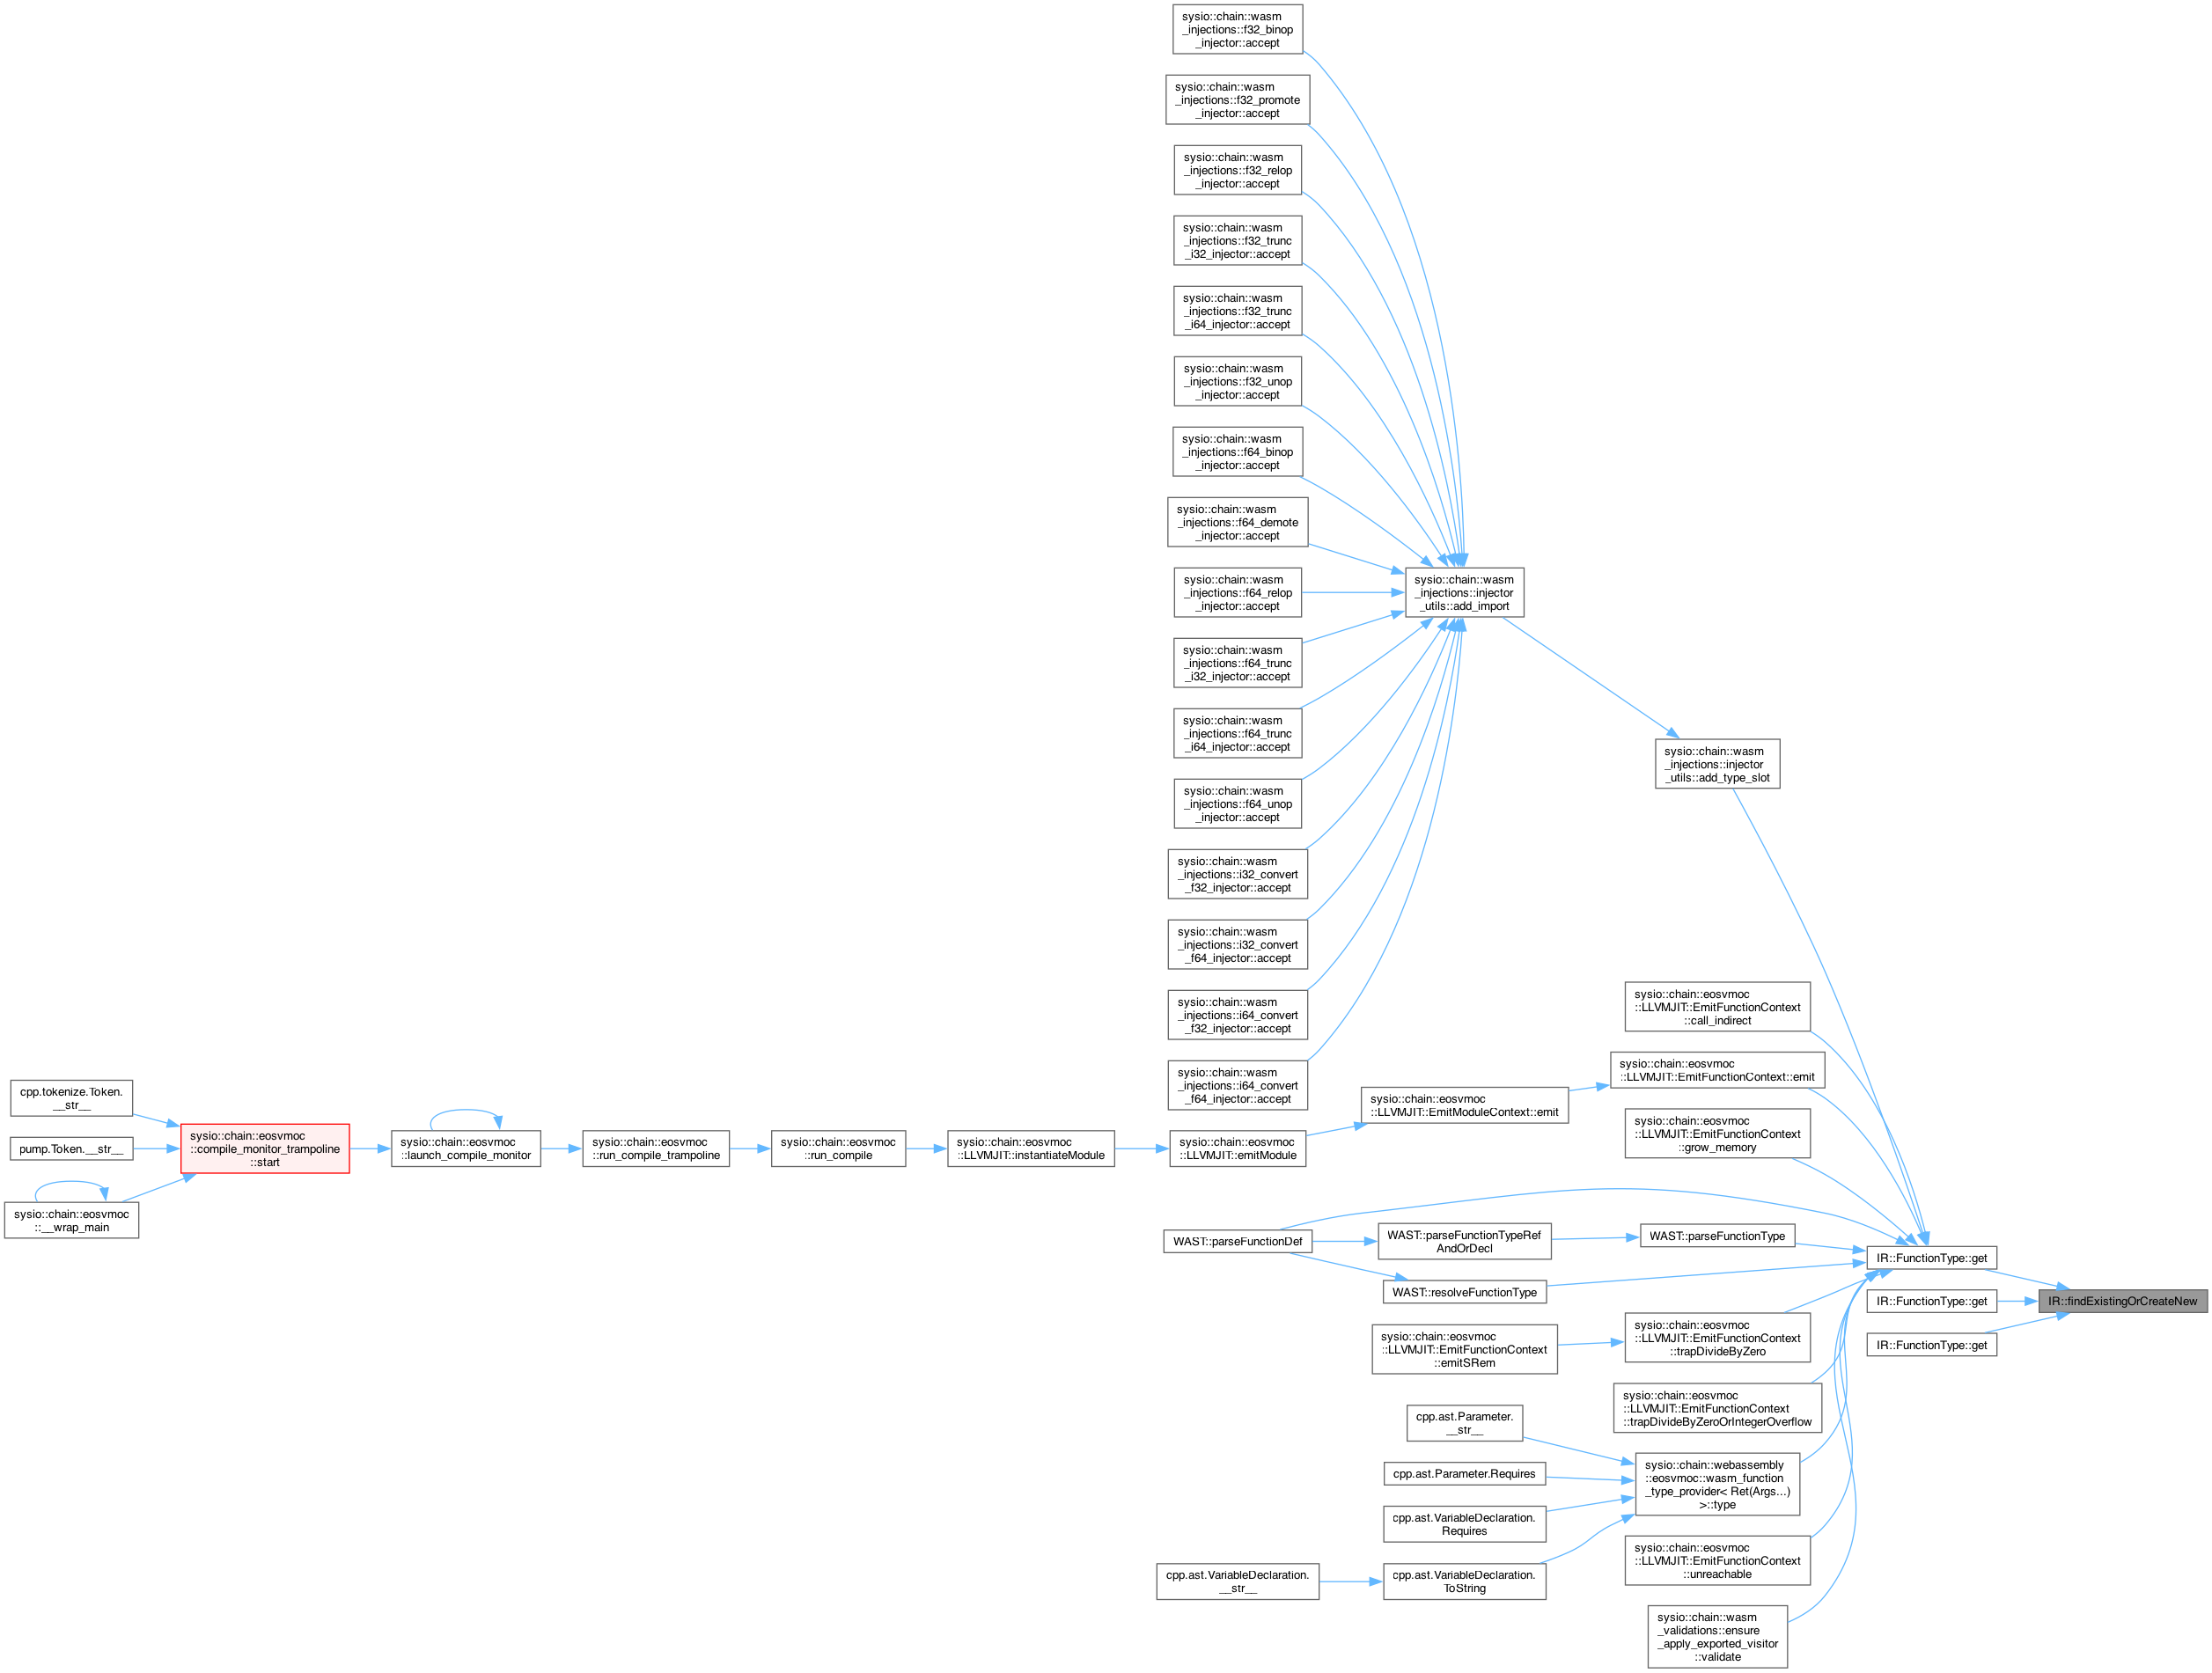 sysio::chain::wasm
_injections::f32_binop
_injector::accept
sysio::chain::wasm
_injections::f32_promote
_injector::accept
sysio::chain::wasm
_injections::f32_relop
_injector::accept
sysio::chain::wasm
_injections::f32_trunc
_i32_injector::accept
sysio::chain::wasm
_injections::f32_trunc
_i64_injector::accept
sysio::chain::wasm
_injections::f32_unop
_injector::accept
sysio::chain::wasm
_injections::f64_binop
_injector::accept
sysio::chain::wasm
_injections::f64_demote
_injector::accept
sysio::chain::wasm
_injections::f64_relop
_injector::accept
sysio::chain::wasm
_injections::injector
_utils::add_import
sysio::chain::wasm
_injections::f64_trunc
_i32_injector::accept
sysio::chain::wasm
_injections::f64_trunc
_i64_injector::accept
sysio::chain::wasm
_injections::injector
_utils::add_type_slot
sysio::chain::wasm
_injections::f64_unop
_injector::accept
sysio::chain::wasm
_injections::i32_convert
_f32_injector::accept
sysio::chain::wasm
_injections::i32_convert
_f64_injector::accept
sysio::chain::wasm
_injections::i64_convert
_f32_injector::accept
sysio::chain::eosvmoc
::LLVMJIT::EmitFunctionContext
::call_indirect
sysio::chain::wasm
_injections::i64_convert
_f64_injector::accept
sysio::chain::eosvmoc
::LLVMJIT::EmitFunctionContext::emit
sysio::chain::eosvmoc
::LLVMJIT::EmitModuleContext::emit
cpp.tokenize.Token.
__str__
pump.Token.__str__
sysio::chain::eosvmoc
::__wrap_main
sysio::chain::eosvmoc
::compile_monitor_trampoline
::start
sysio::chain::eosvmoc
::launch_compile_monitor
sysio::chain::eosvmoc
::run_compile_trampoline
sysio::chain::eosvmoc
::run_compile
sysio::chain::eosvmoc
::LLVMJIT::instantiateModule
sysio::chain::eosvmoc
::LLVMJIT::emitModule
sysio::chain::eosvmoc
::LLVMJIT::EmitFunctionContext
::grow_memory
WAST::parseFunctionDef
WAST::parseFunctionTypeRef
AndOrDecl
WAST::parseFunctionType
WAST::resolveFunctionType
IR::FunctionType::get
IR::FunctionType::get
IR::FunctionType::get
IR::findExistingOrCreateNew
sysio::chain::eosvmoc
::LLVMJIT::EmitFunctionContext
::emitSRem
sysio::chain::eosvmoc
::LLVMJIT::EmitFunctionContext
::trapDivideByZero
sysio::chain::eosvmoc
::LLVMJIT::EmitFunctionContext
::trapDivideByZeroOrIntegerOverflow
cpp.ast.Parameter.
__str__
cpp.ast.Parameter.Requires
cpp.ast.VariableDeclaration.
Requires
sysio::chain::webassembly
::eosvmoc::wasm_function
_type_provider< Ret(Args...)
>::type
cpp.ast.VariableDeclaration.
__str__
cpp.ast.VariableDeclaration.
ToString
sysio::chain::eosvmoc
::LLVMJIT::EmitFunctionContext
::unreachable
sysio::chain::wasm
_validations::ensure
_apply_exported_visitor
::validate